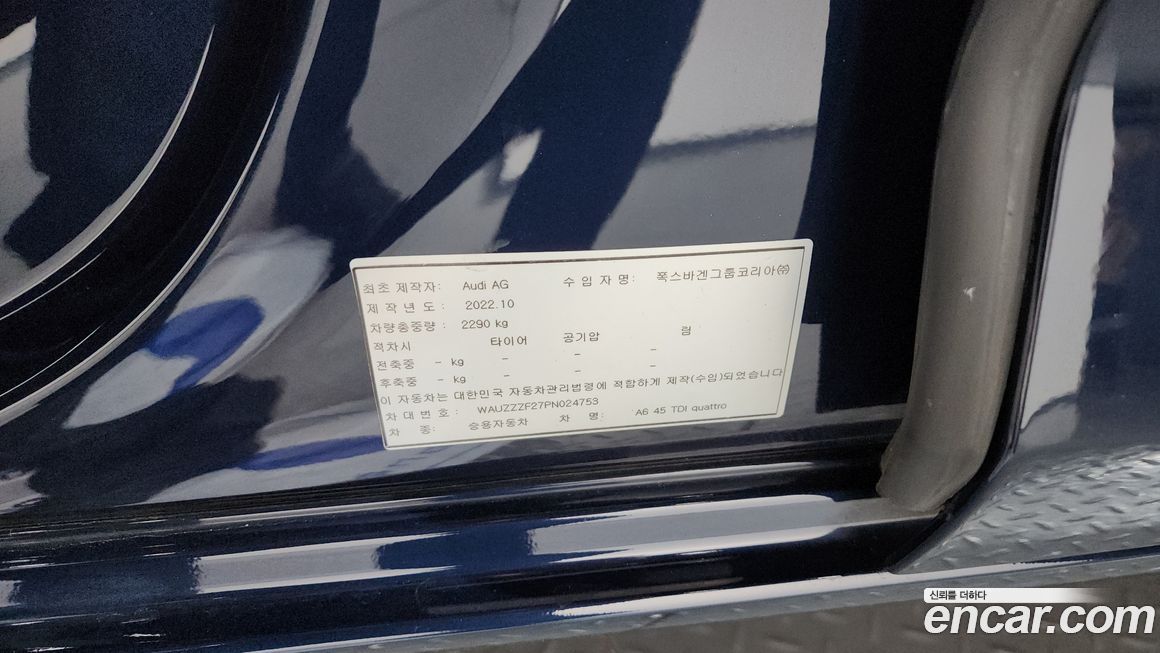 최초 제작자: Audi AG 수 입 자 명: 폭스바겐그룹코리아㈜
제 작 년 도 : 2022.10
차량총중량 : 2290 kg
적차시 타이어 공기압 림
전축중 - kg - - -
후축중 - kg - - -
이 자동차는 대한민국 자동차관리법령에 적합하게 제작(수입)되었습니다
차 대 번 호 : WAUZZZF27PN024753
차 종: 승용자동차 차 명: A6 45 TDI quattro
신뢰를 더하다
encar.com